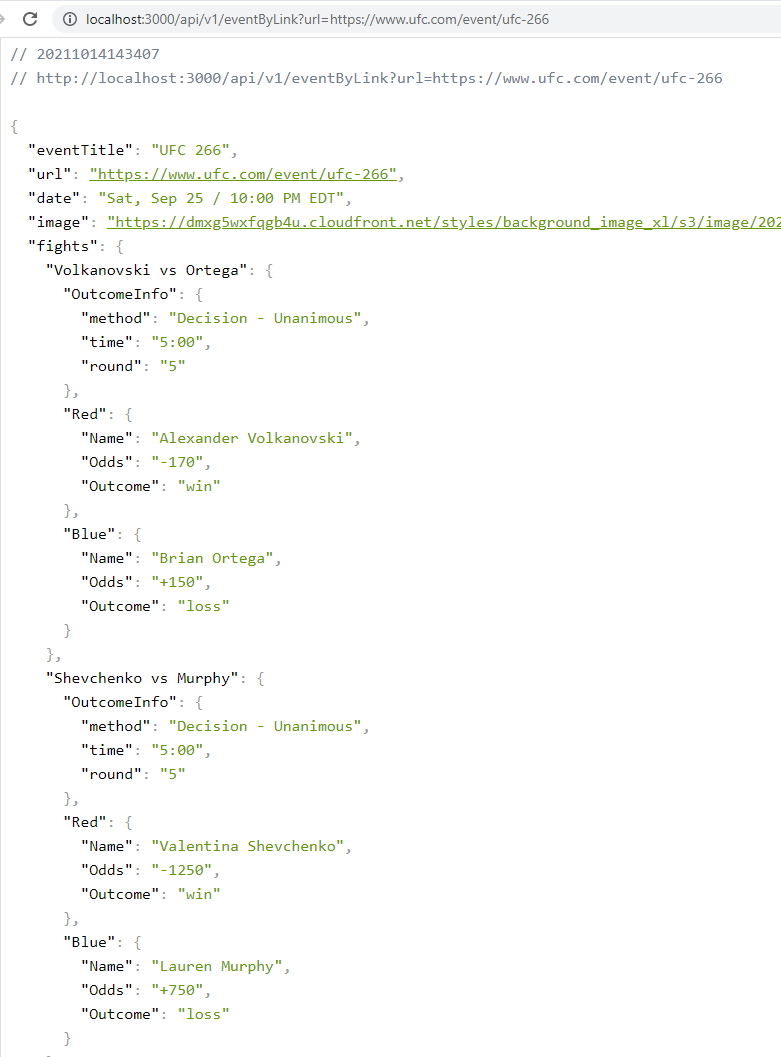 localhost:3000/api/v1/eventByLink?url=https://www.ufc.com/event/ufc-266
// 20211014143407
// http://localhost:3000/api/v1/eventByLink?url=https://www.ufc.com/event/ufc-266
{
"eventTitle": "UFC 266",
"url": "https://www.ufc.com/event/ufc-266",
"date": "Sat, Sep 25 / 10:00 PM EDT",
"image": "https://dmxg5wxfqgb4u.cloudfront.net/styles/background_image_xl/s3/image/202
"fights": {
"Volkanovski vs Ortega": {
"OutcomeInfo": {
"method": "Decision - Unanimous",
"time": "5:00",
"round": "5"
},
"Red": {
"Name": "Alexander Volkanovski",
"Odds": "-170",
"Outcome": "win"
},
"Blue": {
"Name": "Brian Ortega",
"Odds": "+150",
"Outcome": "loss"
}
},
"Shevchenko vs Murphy": {
"OutcomeInfo": {
"method": "Decision - Unanimous",
"time": "5:00",
"round": "5"
},
"Red": {
"Name": "Valentina Shevchenko",
"Odds": "-1250",
"Outcome": "win"
},
"Blue": {
"Name": "Lauren Murphy",
"Odds": "+750",
"Outcome": "loss"
}